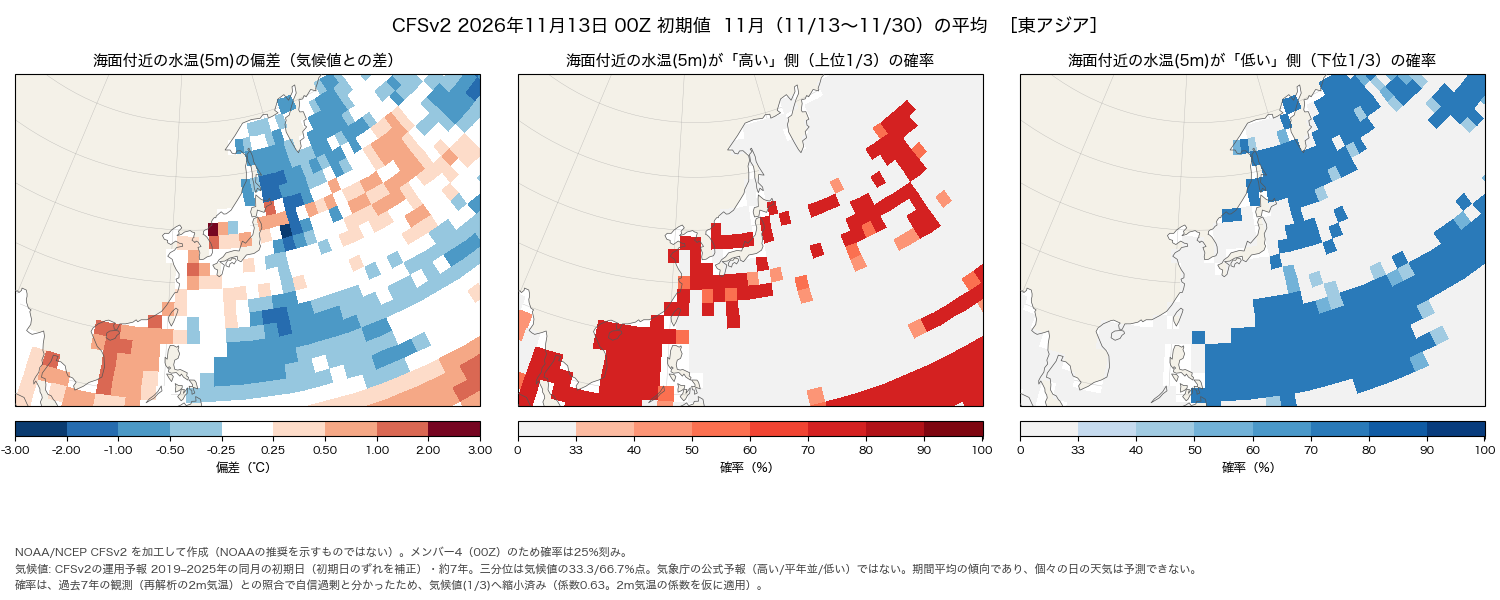 CFSv2 2026年11月13日 00Z 初期値 11月（11/13～11/30）の平均 ［東アジア］
海面付近の水温(5m)の偏差（気候値との差）
海面付近の水温(5m)が「高い」側（上位1/3）の確率
海面付近の水温(5m)が「低い」側（下位1/3）の確率
-3.00 -2.00 -1.00 -0.50 -0.25 0.25 0.50 1.00 2.00 3.00
偏差（℃）
0 33 40 50 60 70 80 90 100
確率（%）
0 33 40 50 60 70 80 90 100
確率（%）
NOAA/NCEP CFSv2 を加工して作成（NOAAの推奨を示すものではない）。メンバー4（00Z）のため確率は25%刻み。
気候値: CFSv2の運用予報 2019–2025年の同月の初期日（初期日のずれを補正）・約7年。三分位は気候値の33.3/66.7%点。気象庁の公式予報（高い/平年並/低い）ではない。期間平均の傾向であり、個々の日の天気は予測できない。
確率は、過去7年の観測（再解析の2m気温）との照合で自信過剰と分かったため、気候値(1/3)へ縮小済み（係数0.63。2m気温の係数を仮に適用）。